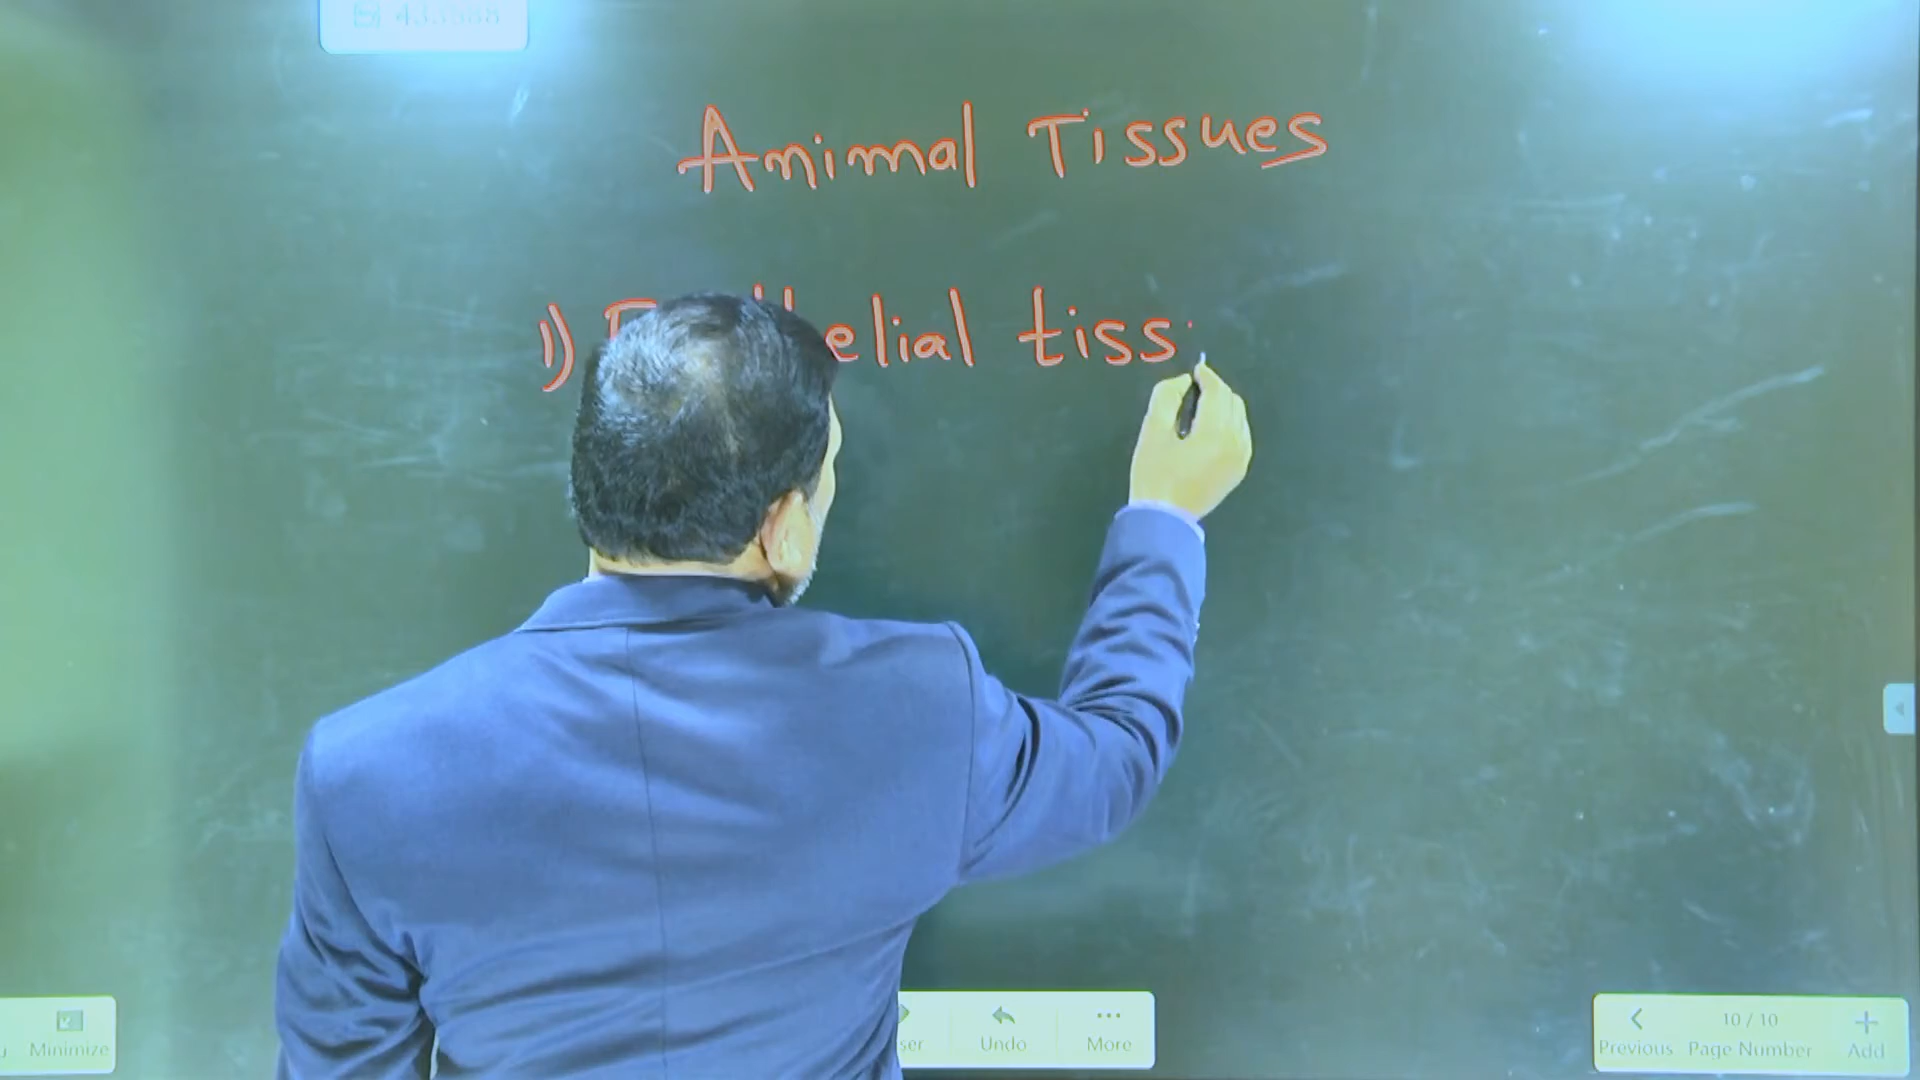 Animal Tissues
1) elial tiss
Minimize
Undo
More
10 / 10
Previous Page Number Add